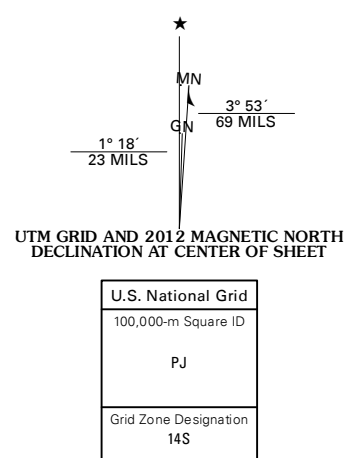 ★
MN
3° 53´
69 MILS
GN
1° 18´
23 MILS
UTM GRID AND 2012 MAGNETIC NORTH
DECLINATION AT CENTER OF SHEET
U.S. National Grid
100,000-m Square ID
PJ
Grid Zone Designation
14S